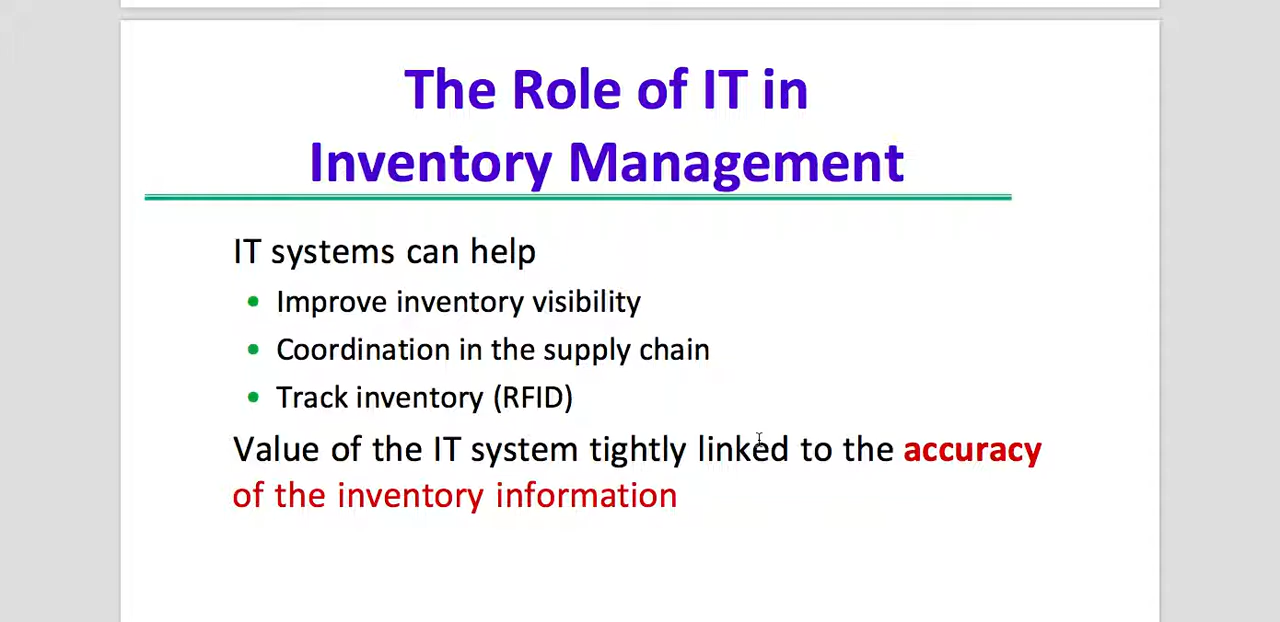 The Role of IT in
Inventory Management
IT systems can help
• Improve inventory visibility
• Coordination in the supply chain
• Track inventory (RFID)
Value of the IT system tightly linked to the accuracy
of the inventory information